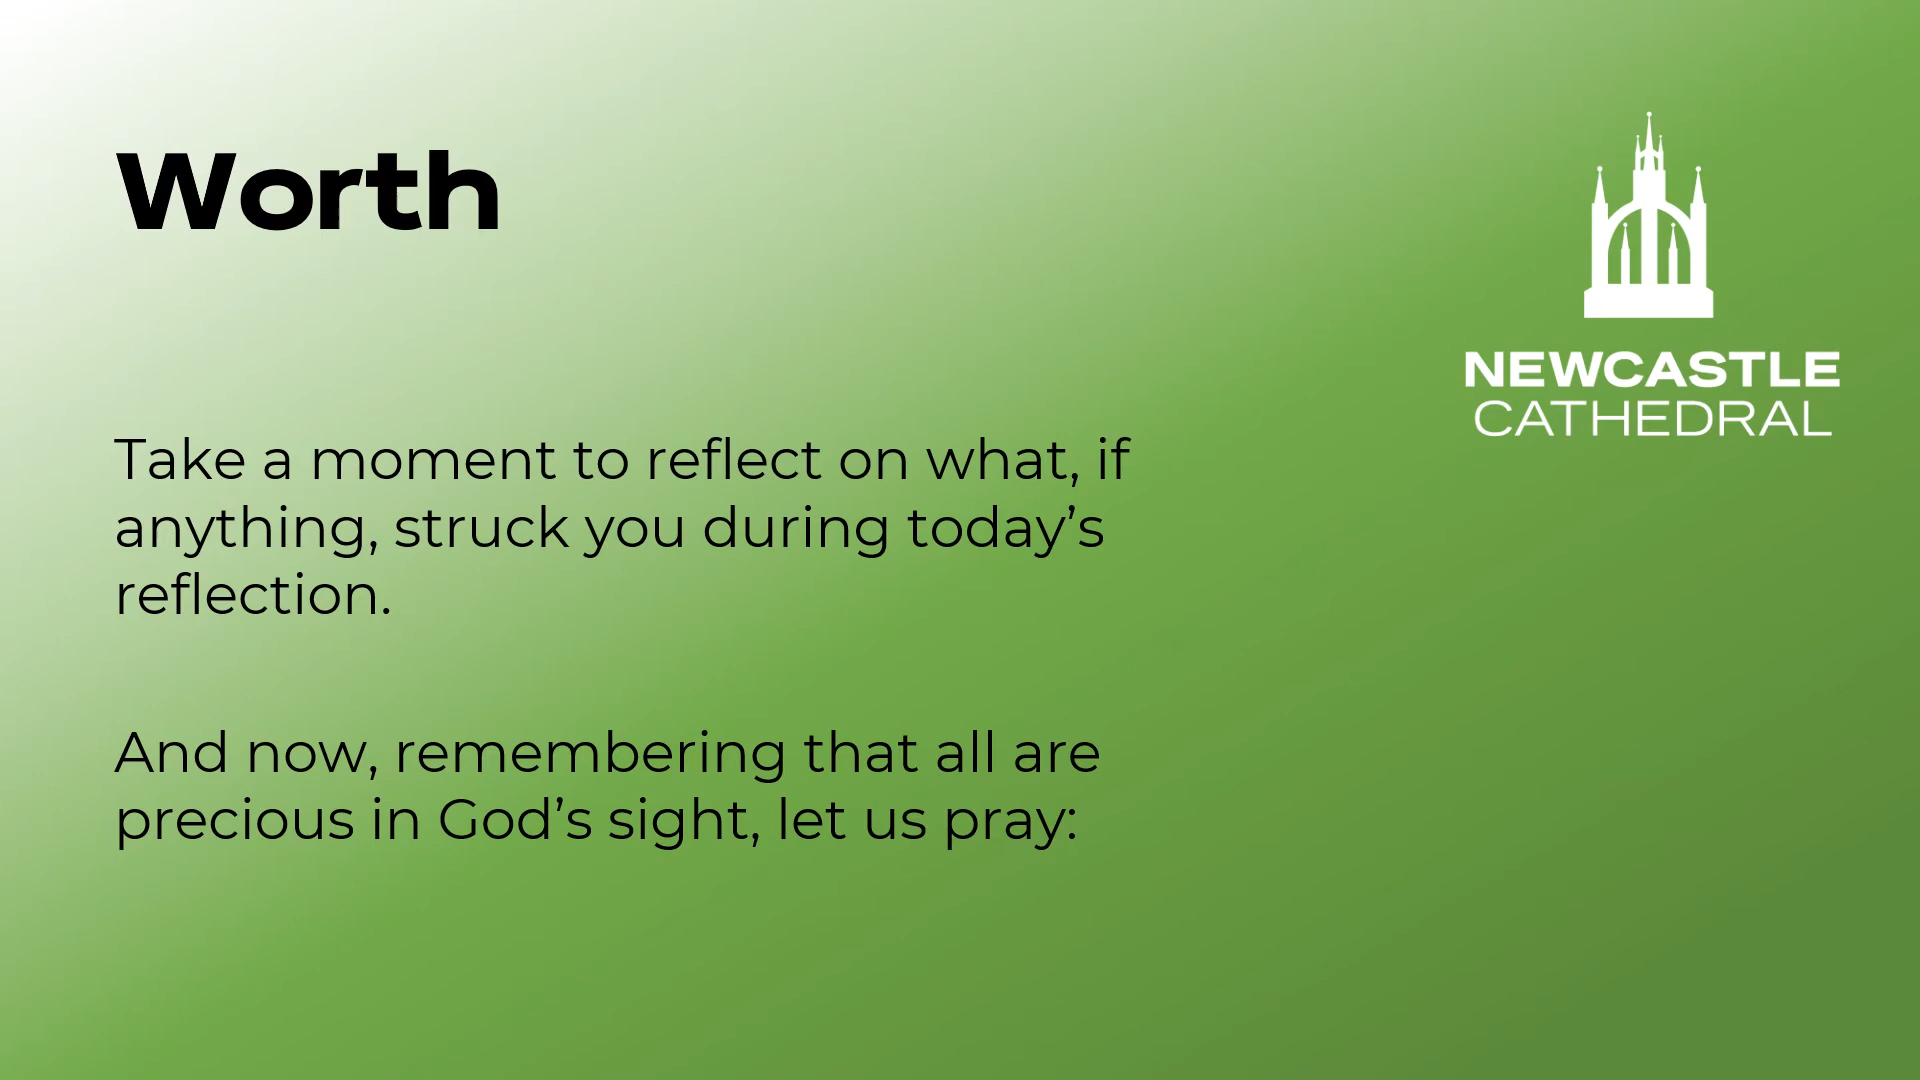 Worth
NEWCASTLE
CATHEDRAL
Take a moment to reflect on what, if
anything, struck you during today’s
reflection.
And now, remembering that all are
precious in God’s sight, let us pray: